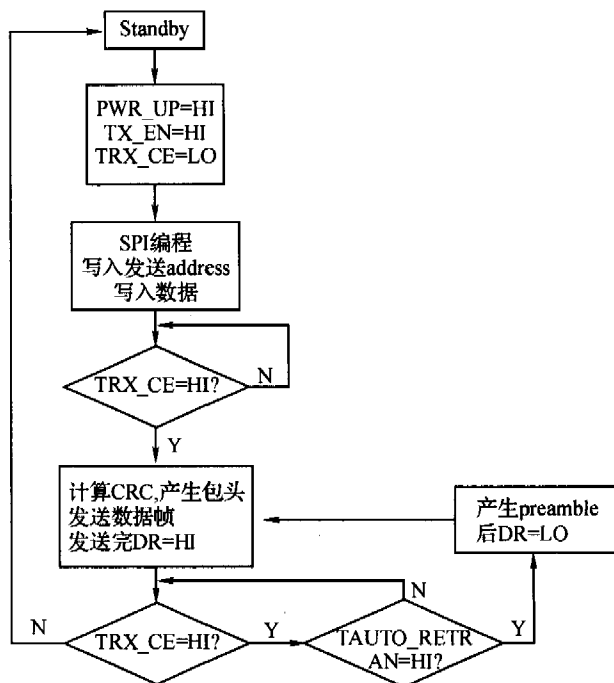 Standby
PWR_UP=HI
TX_EN=HI
TRX_CE=LO
SPI编程
写入发送address
写入数据
TRX_CE=HI?
N
Y
计算CRC,产生包头
发送数据帧
发送完DR=HI
产生preamble
后DR=LO
N
TRX_CE=HI?
Y
N
TAUTO_RETR
AN=HI?
Y